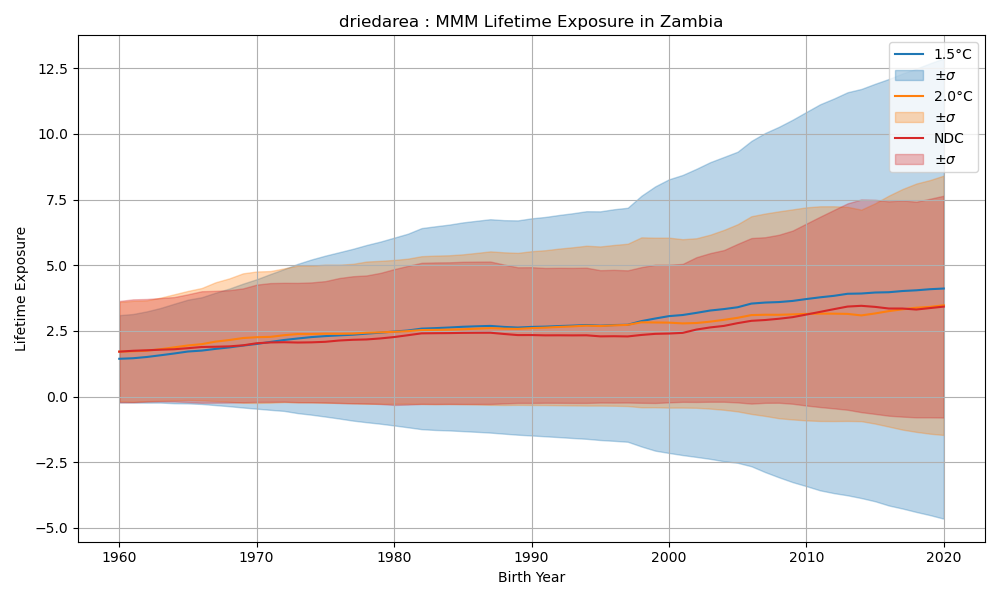 driedarea : MMM Lifetime Exposure in Zambia
Lifetime Exposure
12.5
10.0
7.5
5.0
2.5
0.0
−2.5
−5.0
1.5°C
±σ
2.0°C
±σ
NDC
±σ
1960 1970 1980 1990 2000 2010 2020
Birth Year